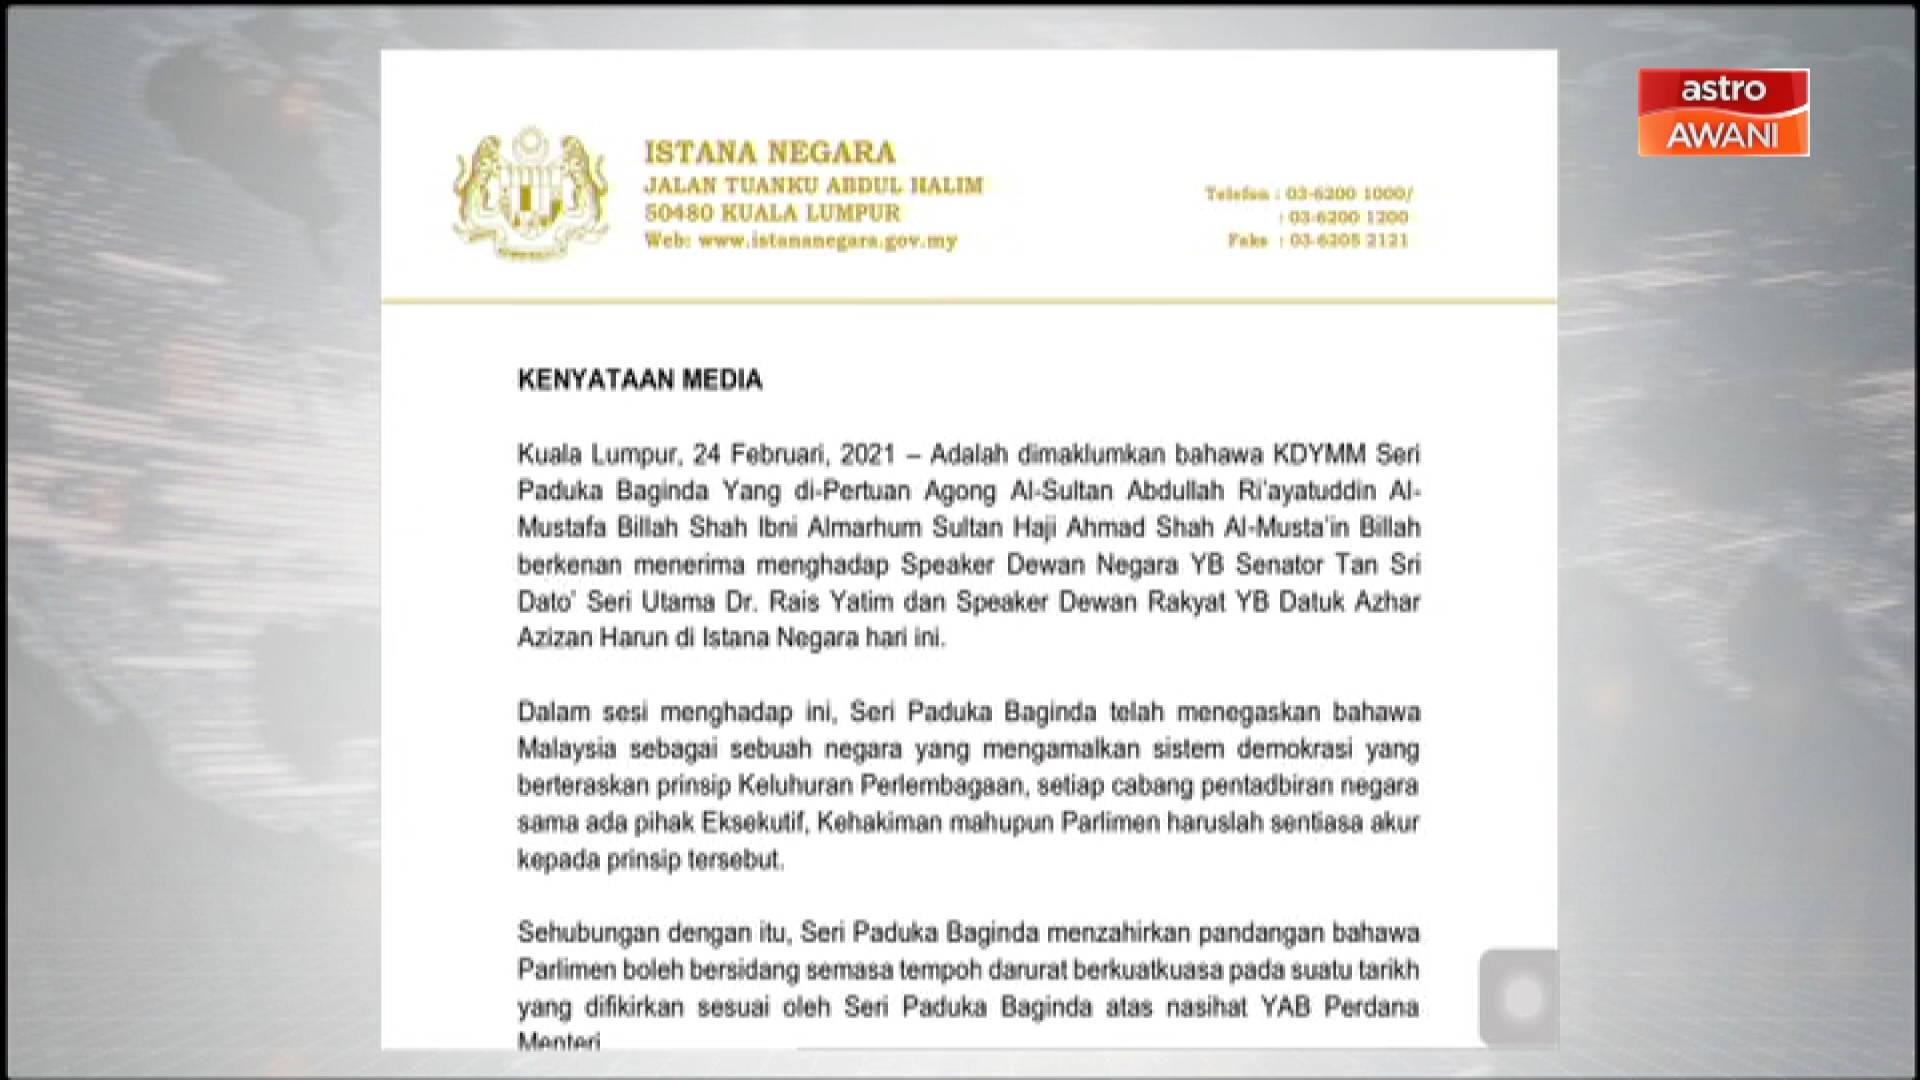 astro
AWANI
ISTANA NEGARA
JALAN TUANKU ABDUL HALIM
50480 KUALA LUMPUR
Web: www.istananegara.gov.my
Telefon : 03-6200 1000/
: 03-6200 1200
Faks : 03-6205 2121
KENYATAAN MEDIA
Kuala Lumpur, 24 Februari, 2021 – Adalah dimaklumkan bahawa KDYMM Seri
Paduka Baginda Yang di-Pertuan Agong Al-Sultan Abdullah Ri'ayatuddin Al-
Mustafa Billah Shah Ibni Almarhum Sultan Haji Ahmad Shah Al-Musta'in Billah
berkenan menerima menghadap Speaker Dewan Negara YB Senator Tan Sri
Dato' Seri Utama Dr. Rais Yatim dan Speaker Dewan Rakyat YB Datuk Azhar
Azizan Harun di Istana Negara hari ini.
Dalam sesi menghadap ini, Seri Paduka Baginda telah menegaskan bahawa
Malaysia sebagai sebuah negara yang mengamalkan sistem demokrasi yang
berteraskan prinsip Keluhuran Perlembagaan, setiap cabang pentadbiran negara
sama ada pihak Eksekutif, Kehakiman mahupun Parlimen haruslah sentiasa akur
kepada prinsip tersebut.
Sehubungan dengan itu, Seri Paduka Baginda menzahirkan pandangan bahawa
Parlimen boleh bersidang semasa tempoh darurat berkuatkuasa pada suatu tarikh
yang difikirkan sesuai oleh Seri Paduka Baginda atas nasihat YAB Perdana
Menteri